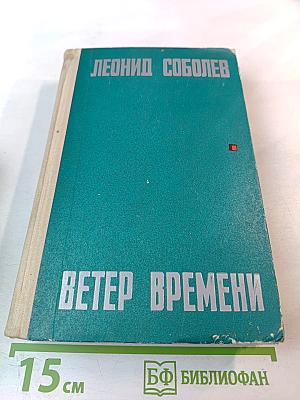 ЛЕОНИД СОБОЛЕВ
ВЕТЕР ВРЕМЕНИ
15 см
БФ БИБЛИОФАН